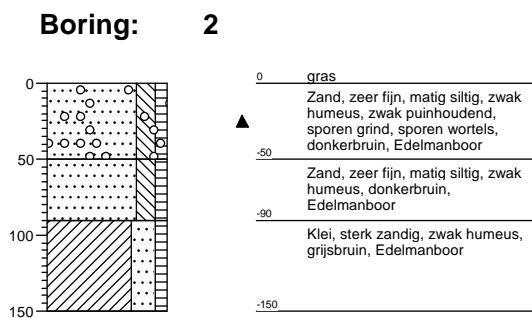 Boring: 2
0
50
100
150
0 gras
Zand, zeer fijn, matig siltig, zwak
humeus, zwak puinhoudend,
sporen grind, sporen wortels,
donkerbruin, Edelmanboor
-50
Zand, zeer fijn, matig siltig, zwak
humeus, donkerbruin,
Edelmanboor
-90
Klei, sterk zandig, zwak humeus,
grijsbruin, Edelmanboor
-150